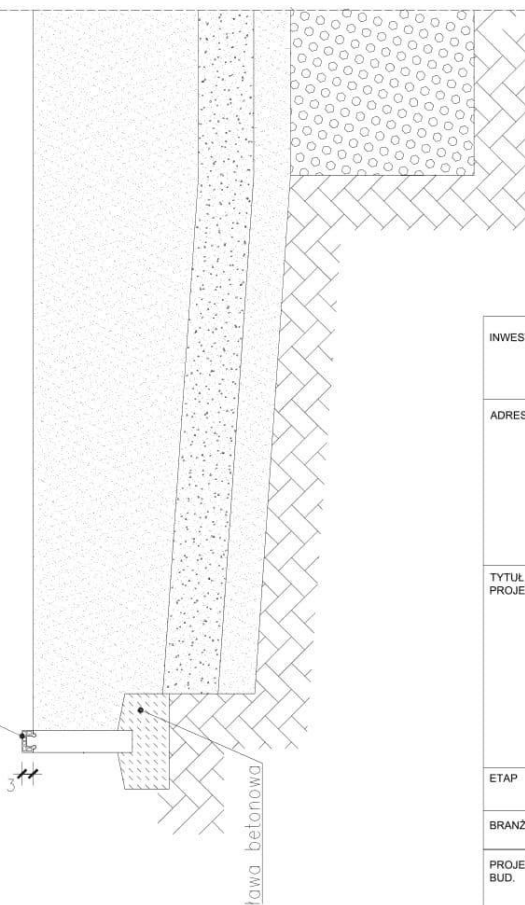 INWES
ADRES
TYTUŁ
PROJE
ETAP
BRANŻ
PROJE
BUD.
3
ława betonowa